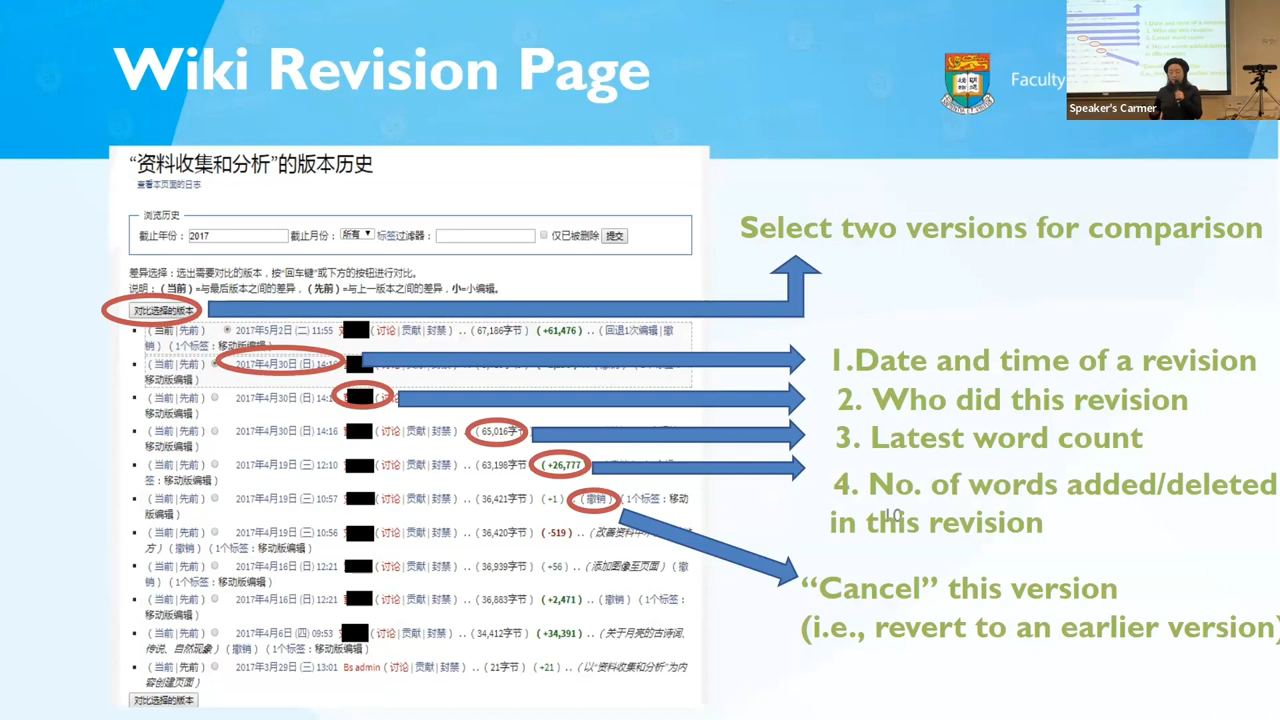 Wiki Revision Page
Faculty
Speaker's Carmer
“资料收集和分析”的版本历史
查看本页面的日志
浏览历史
截止年份： 2017 截止月份： 所有 标签过滤器： 仅已被删除 提交
差异选择：选出需要对比的版本，按“回车键”或下方的按钮进行对比。
说明：（当前）=与最后版本之间的差异，（先前）=与上一版本之间的差异，小=小编辑。
对比选择的版本
（当前 | 先前） 2017年5月2日 (二) 11:55 （讨论 | 贡献 | 封禁） . . （67,186字节） (+61,476) . . （回退1次编辑 | 撤
销）（1个标签：移动版编辑）
（当前 | 先前） 2017年4月30日 (日) 14:
移动版编辑）
（当前 | 先前） 2017年4月30日 (日) 14:
移动版编辑）
（当前 | 先前） 2017年4月30日 (日) 14:16 （讨论 | 贡献 | 封禁） . . （65,016字节）
移动版编辑）
（当前 | 先前） 2017年4月19日 (三) 12:10 （讨论 | 贡献 | 封禁） . . （63,198字节） (+26,777)
移动版编辑）
（当前 | 先前） 2017年4月19日 (三) 10:57 （讨论 | 贡献 | 封禁） . . （36,421字节） (+1) . . （撤销）（1个标签：移动
版编辑）
（当前 | 先前） 2017年4月19日 (三) 10:56 （讨论 | 贡献 | 封禁） . . （36,420字节） (-519) . . （改善资料
方）（撤销）（1个标签：移动版编辑）
（当前 | 先前） 2017年4月16日 (日) 12:21 （讨论 | 贡献 | 封禁） . . （36,939字节） (+56) . . （添加图像至页面）（撤
销）（1个标签：移动版编辑）
（当前 | 先前） 2017年4月16日 (日) 12:21 （讨论 | 贡献 | 封禁） . . （36,883字节） (+2,471) . . （撤销）（1个标签：
移动版编辑）
（当前 | 先前） 2017年4月6日 (四) 09:53 （讨论 | 贡献 | 封禁） . . （34,412字节） (+34,391) . . （关于月亮的古诗词、
传说、自然现象）（撤销）（1个标签：移动版编辑）
（当前 | 先前） 2017年3月29日 (三) 13:01 Bs admin（讨论 | 贡献 | 封禁） . . （21字节） (+21) . . （以“资料收集和分析”为内
容创建页面）
对比选择的版本
Select two versions for comparison
1.Date and time of a revision
2. Who did this revision
3. Latest word count
4. No. of words added/deleted
in this revision
10
“Cancel” this version
(i.e., revert to an earlier version)